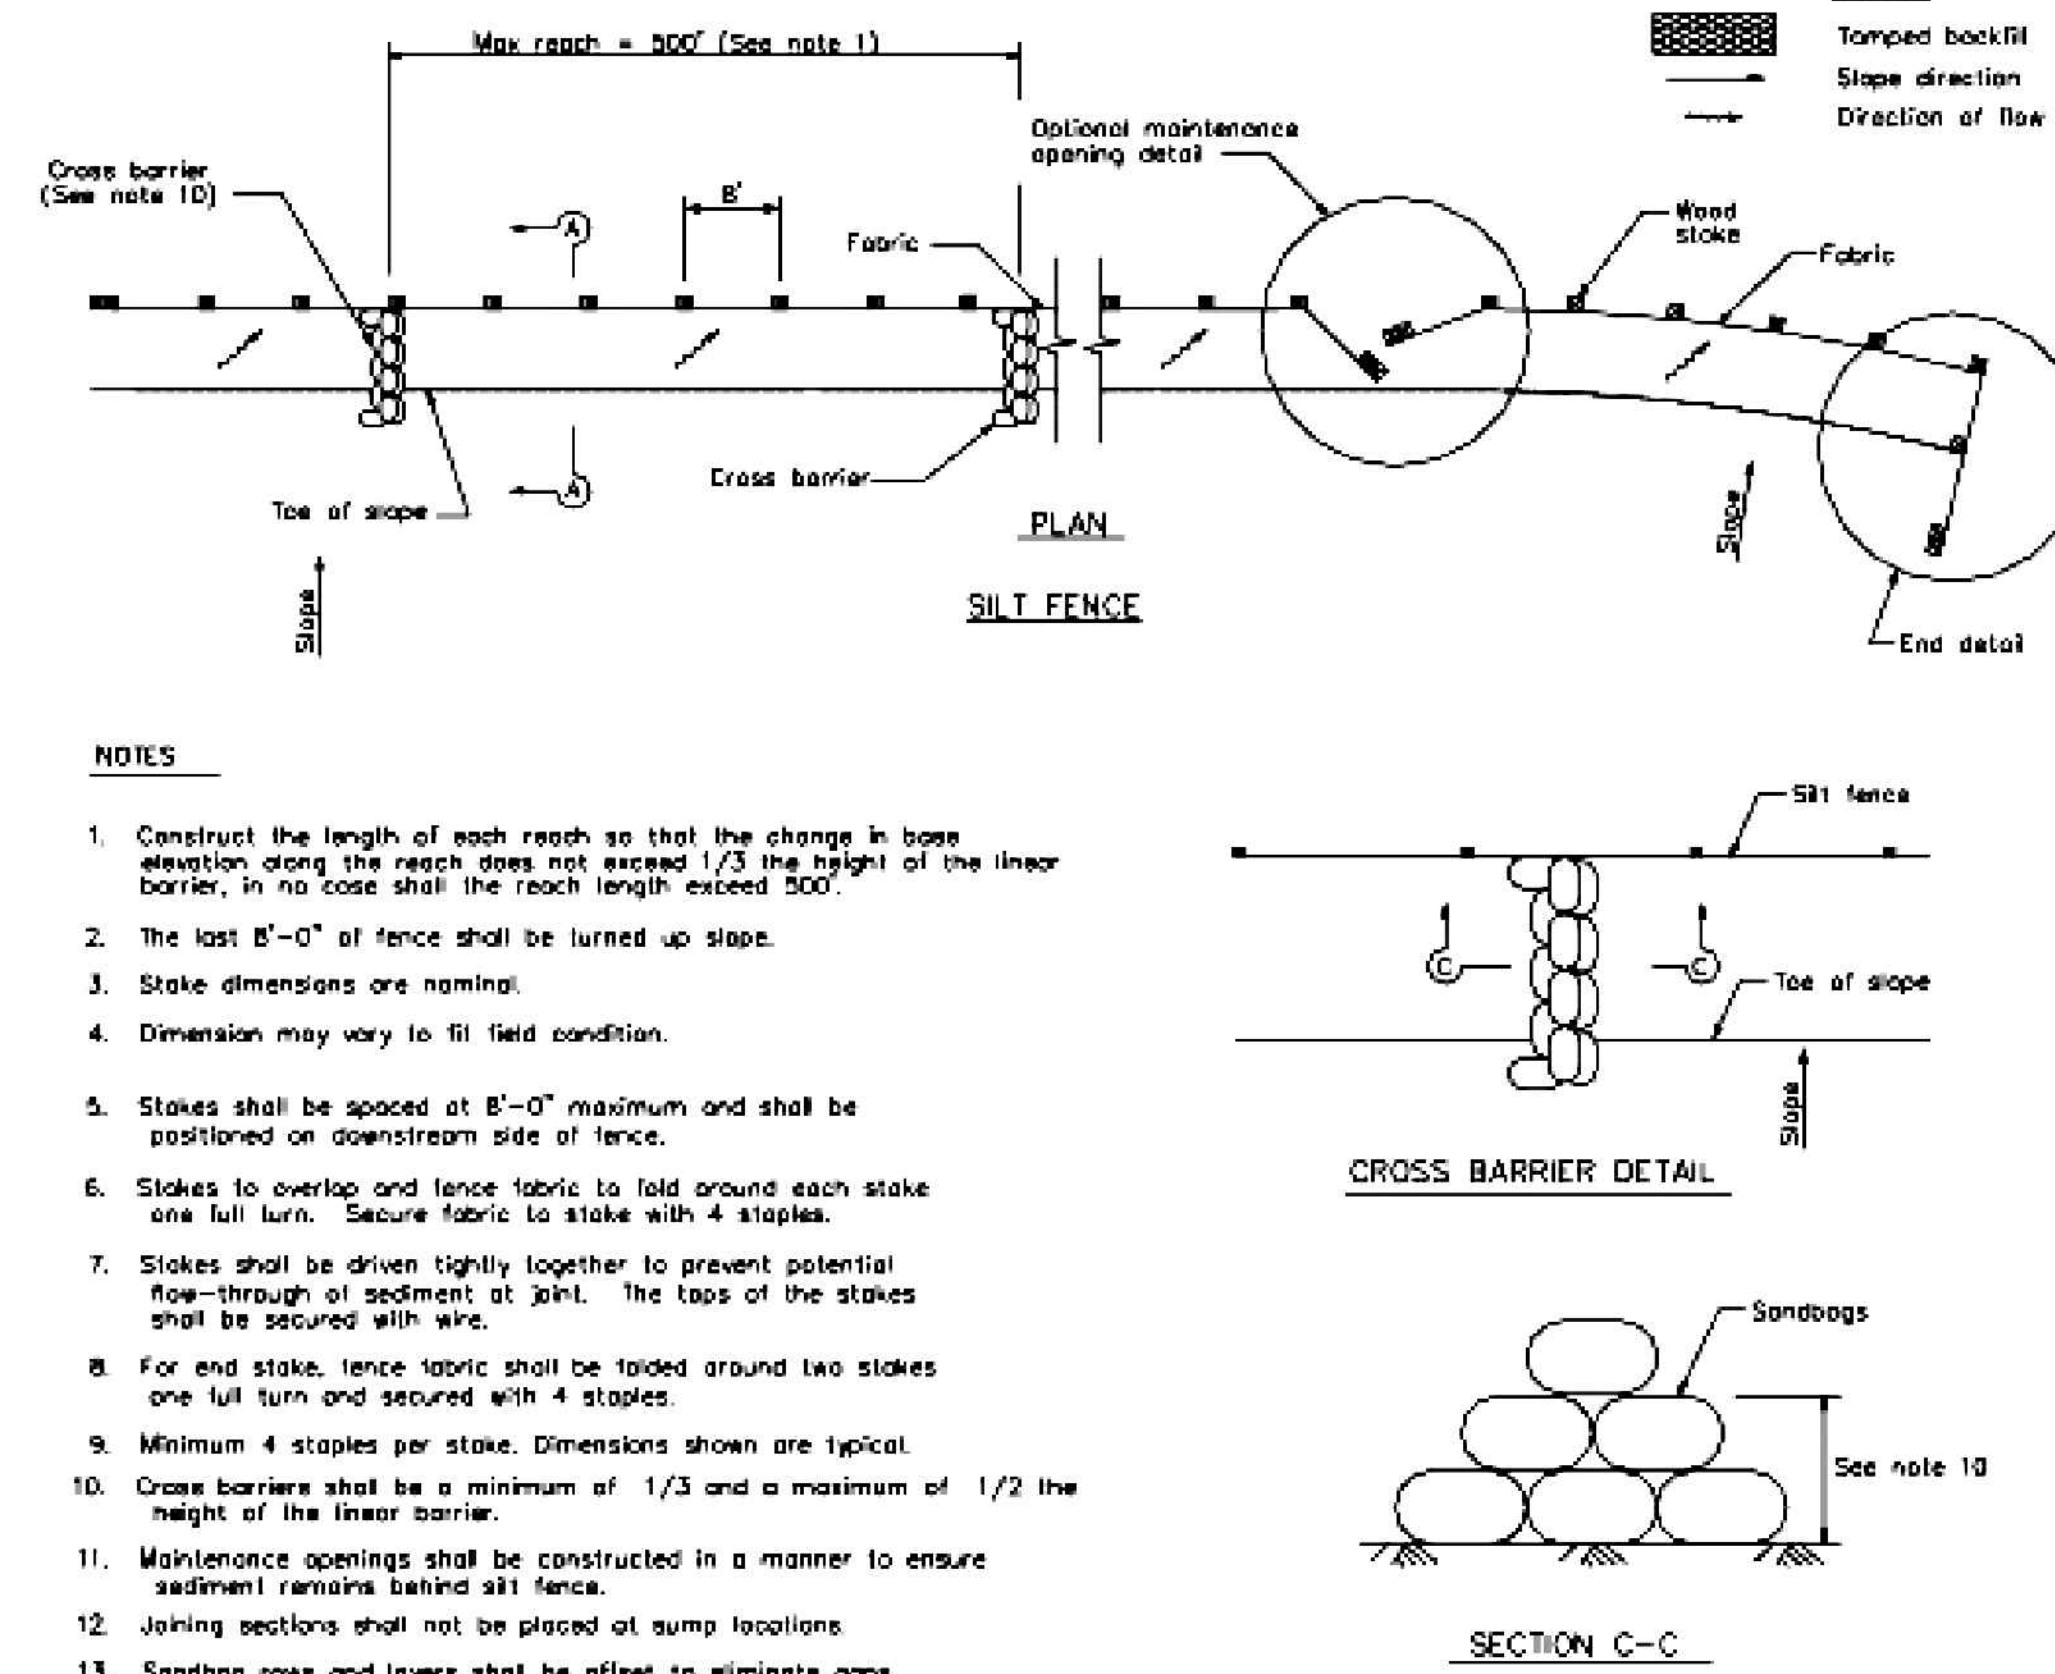 Max reach = 500' (See note 1)
Tamped backfill
Slope direction
Direction of flow
Optional maintenance
opening detail
Cross barrier
(See note 10)
8'
A
Fabric
Wood
stake
Fabric
Cross barrier
A
Toe of slope
PLAN
Slope
Slope
SILT FENCE
End detail
NOTES
1. Construct the length of each reach so that the change in base
elevation along the reach does not exceed 1/3 the height of the linear
barrier, in no case shall the reach length exceed 500'.
2. The last 8'-0" of fence shall be turned up slope.
3. Stake dimensions are nominal.
4. Dimension may vary to fit field condition.
5. Stakes shall be spaced at 8'-0" maximum and shall be
positioned on downstream side of fence.
6. Stakes to overlap and fence fabric to fold around each stake
one full turn. Secure fabric to stake with 4 staples.
7. Stakes shall be driven tightly together to prevent potential
flow-through of sediment at joint. The tops of the stakes
shall be secured with wire.
8. For end stake, fence fabric shall be folded around two stakes
one full turn and secured with 4 staples.
9. Minimum 4 staples per stake. Dimensions shown are typical.
10. Cross barriers shall be a minimum of 1/3 and a maximum of 1/2 the
height of the linear barrier.
11. Maintenance openings shall be constructed in a manner to ensure
sediment remains behind silt fence.
12. Joining sections shall not be placed at sump locations.
13. Sandbag rows and layers shall be offset to eliminate gaps.
Silt fence
C
C
Toe of slope
Slope
CROSS BARRIER DETAIL
Sandbags
See note 10
SECTION C-C